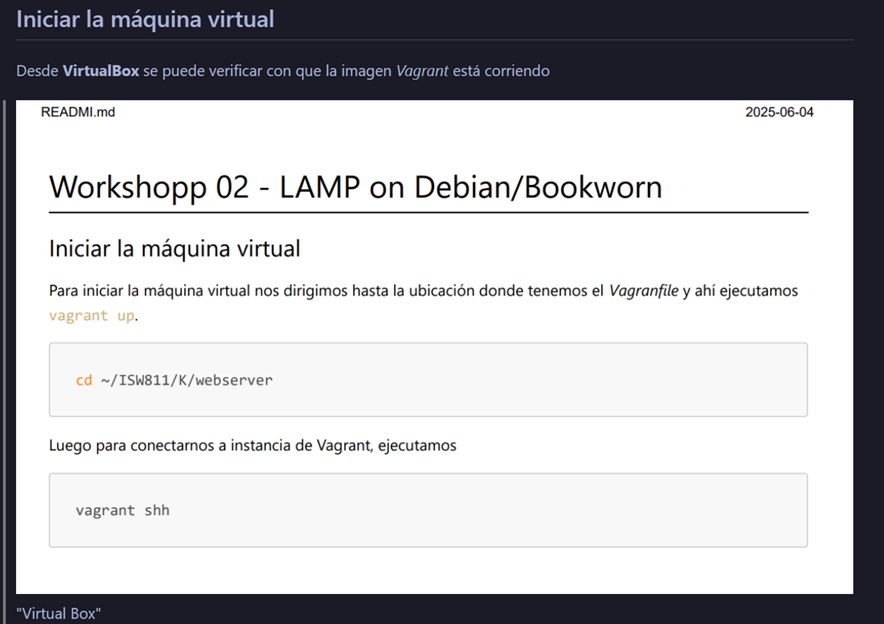 Iniciar la máquina virtual
Desde VirtualBox se puede verificar con que la imagen Vagrant está corriendo
READMI.md 2025-06-04
Workshopp 02 - LAMP on Debian/Bookworn
Iniciar la máquina virtual
Para iniciar la máquina virtual nos dirigimos hasta la ubicación donde tenemos el Vagranfile y ahí ejecutamos
vagrant up.
cd ~/ISW811/K/webserver
Luego para conectarnos a instancia de Vagrant, ejecutamos
vagrant shh
"Virtual Box"